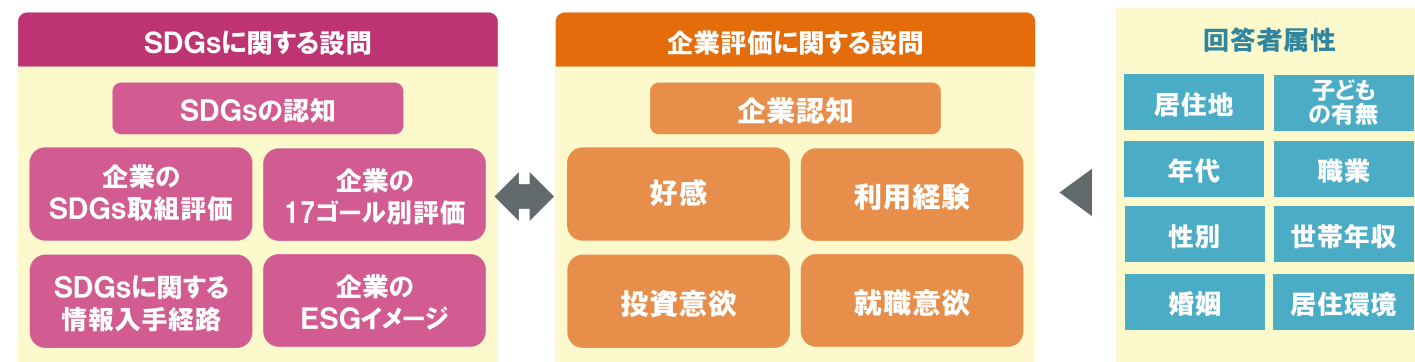 SDGsに関する設問
SDGsの認知
企業の
SDGs取組評価
企業の
17ゴール別評価
SDGsに関する
情報入手経路
企業の
ESGイメージ
企業評価に関する設問
企業認知
好感
利用経験
投資意欲
就職意欲
回答者属性
居住地
子ども
の有無
年代
職業
性別
世帯年収
婚姻
居住環境